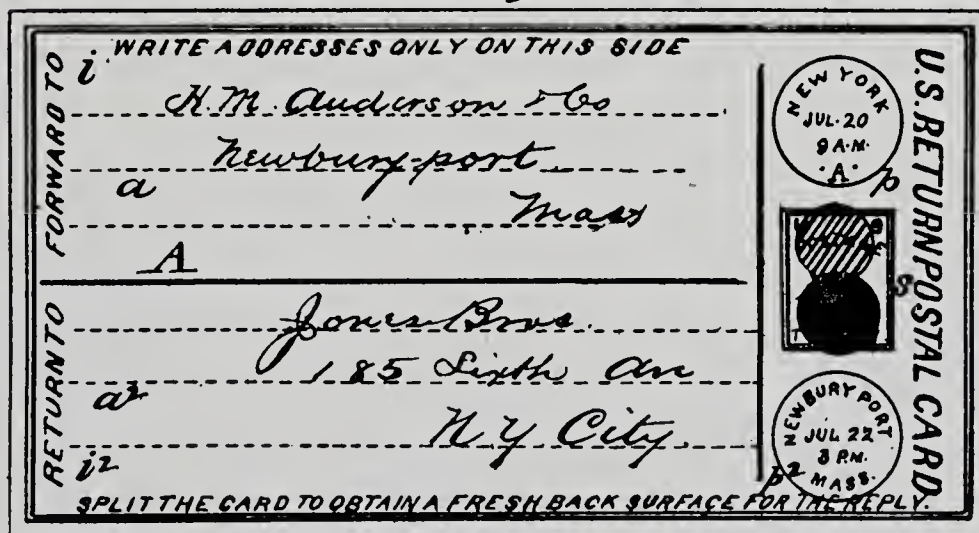 WRITE ADDRESSES ONLY ON THIS SIDE
i
FORWARD TO
H. M. Anderson & Co
Newbury-port
a
Mass
A
RETURN TO
Jones Bros.
185 Sixth Av
a2
N. Y. City.
i2
SPLIT THE CARD TO OBTAIN A FRESH BACK SURFACE FOR THE REPLY.
NEW YORK
JUL. 20
9 A.M.
A.
p
s
NEWBURYPORT
JUL 22
3 P.M.
MASS.
p2
U.S. RETURN POSTAL CARD.